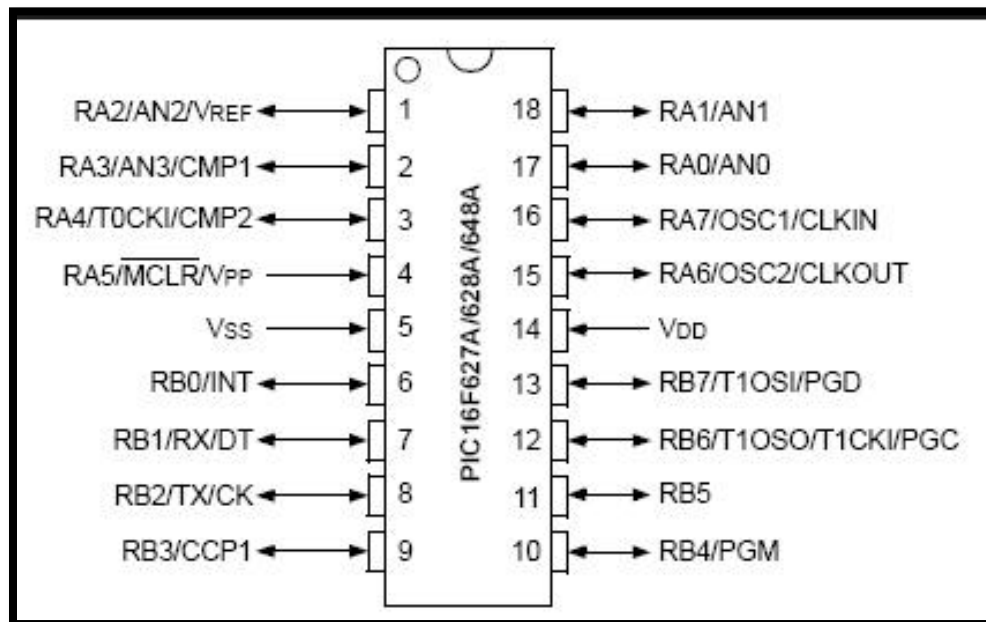 RA2/AN2/VREF 1 18 RA1/AN1
RA3/AN3/CMP1 2 17 RA0/AN0
RA4/T0CKI/CMP2 3 16 RA7/OSC1/CLKIN
RA5/MCLR/VPP 4 15 RA6/OSC2/CLKOUT
VSS 5 14 VDD
RB0/INT 6 13 RB7/T1OSI/PGD
RB1/RX/DT 7 12 RB6/T1OSO/T1CKI/PGC
RB2/TX/CK 8 11 RB5
RB3/CCP1 9 10 RB4/PGM
PIC16F627A/628A/648A